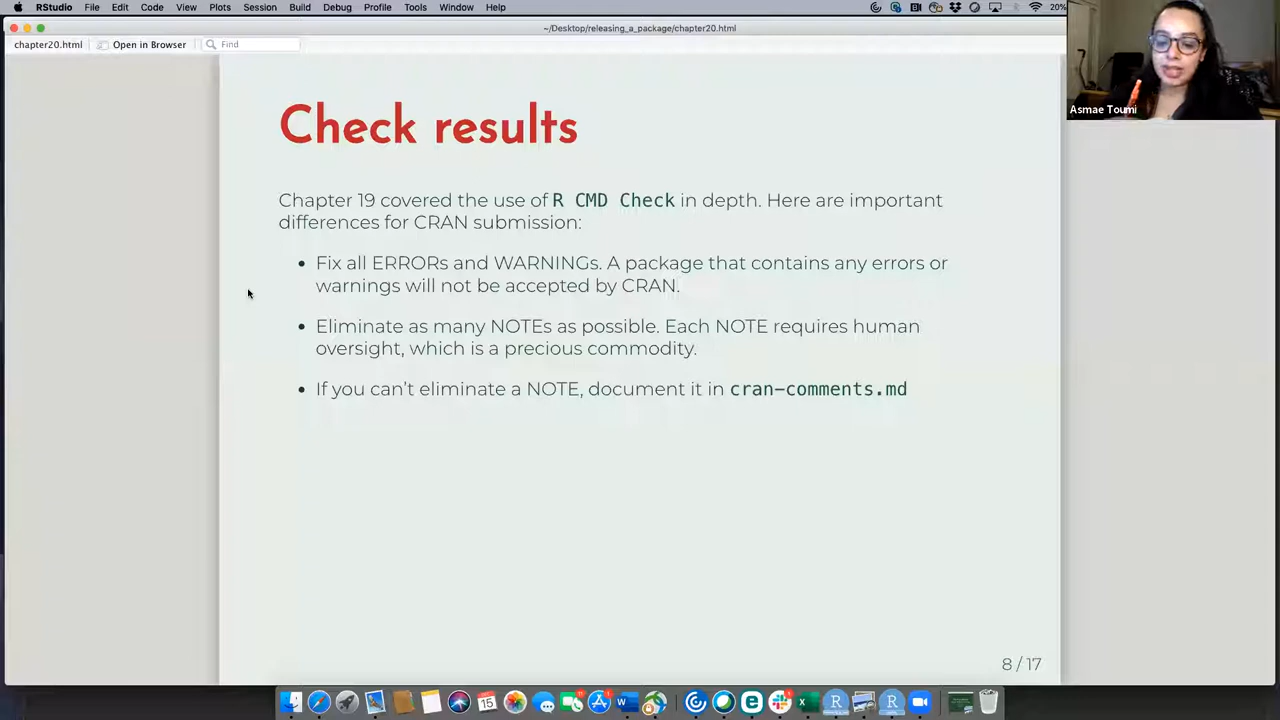 RStudio File Edit Code View Plots Session Build Debug Profile Tools Window Help 20%
~/Desktop/releasing_a_package/chapter20.html
chapter20.html Open in Browser Find
Asmae Toumi
Check results
Chapter 19 covered the use of R CMD Check in depth. Here are important
differences for CRAN submission:
• Fix all ERRORs and WARNINGs. A package that contains any errors or
warnings will not be accepted by CRAN.
• Eliminate as many NOTEs as possible. Each NOTE requires human
oversight, which is a precious commodity.
• If you can't eliminate a NOTE, document it in cran-comments.md
8 / 17
15